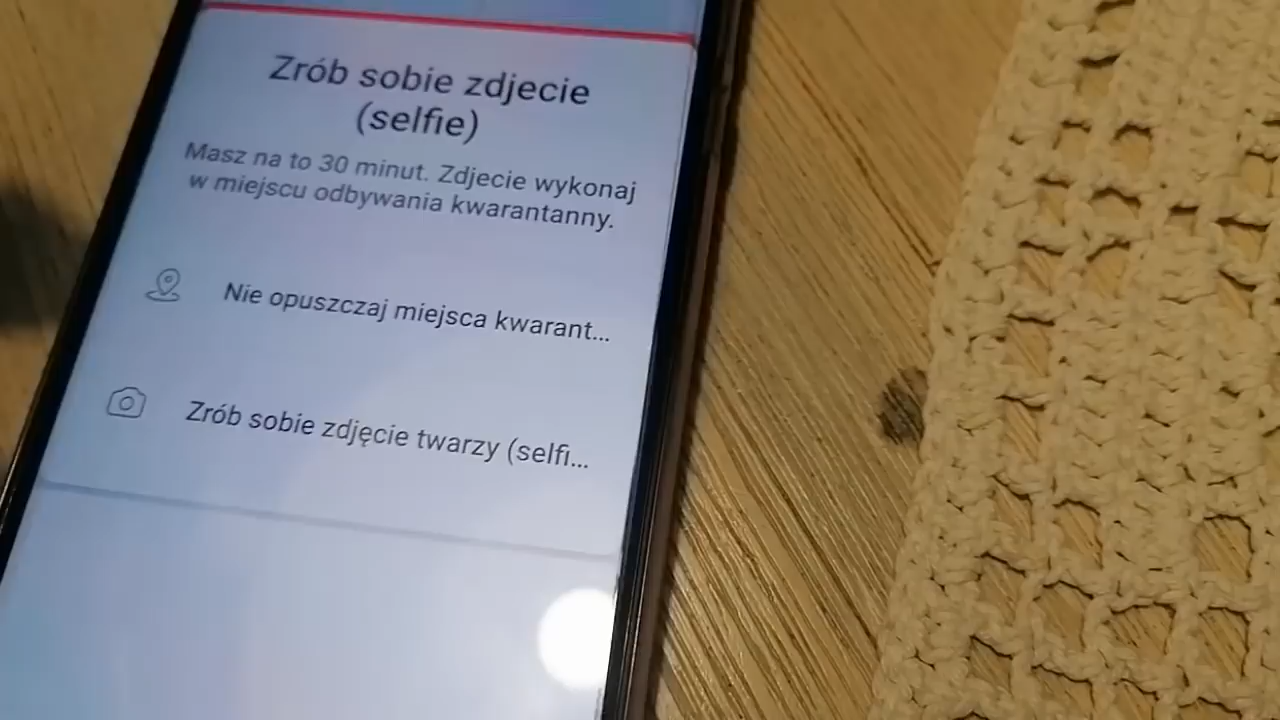 Zrób sobie zdjecie
(selfie)
Masz na to 30 minut. Zdjecie wykonaj
w miejscu odbywania kwarantanny.
Nie opuszczaj miejsca kwarant...
Zrób sobie zdjęcie twarzy (selfi...